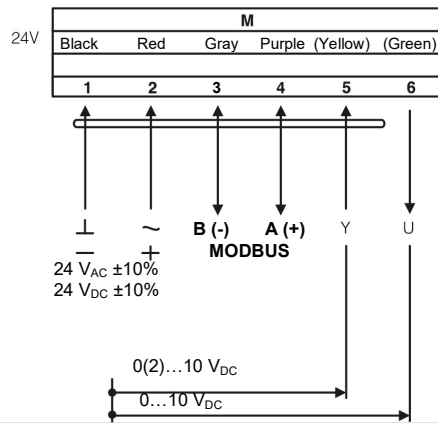 M
24V
Black Red Gray Purple (Yellow) (Green)
1 2 3 4 5 6
⊥ ~ B (-) A (+) Y U
— + MODBUS
24 VAC ±10%
24 VDC ±10%
0(2)...10 VDC
0...10 VDC